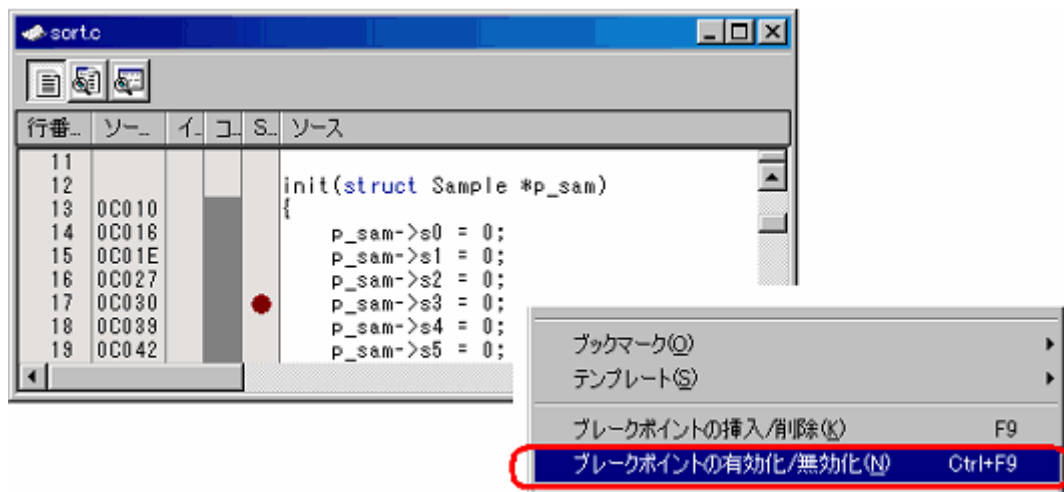 sort.c
行番... ソー... イ.. コ.. S.. ソース
11
12 init(struct Sample *p_sam)
13 0C010 {
14 0C016 p_sam->s0 = 0;
15 0C01E p_sam->s1 = 0;
16 0C027 p_sam->s2 = 0;
17 0C030 p_sam->s3 = 0;
18 0C039 p_sam->s4 = 0;
19 0C042 p_sam->s5 = 0;
ブックマーク(O)
テンプレート(S)
ブレークポイントの挿入/削除(K) F9
ブレークポイントの有効化/無効化(N) Ctrl+F9